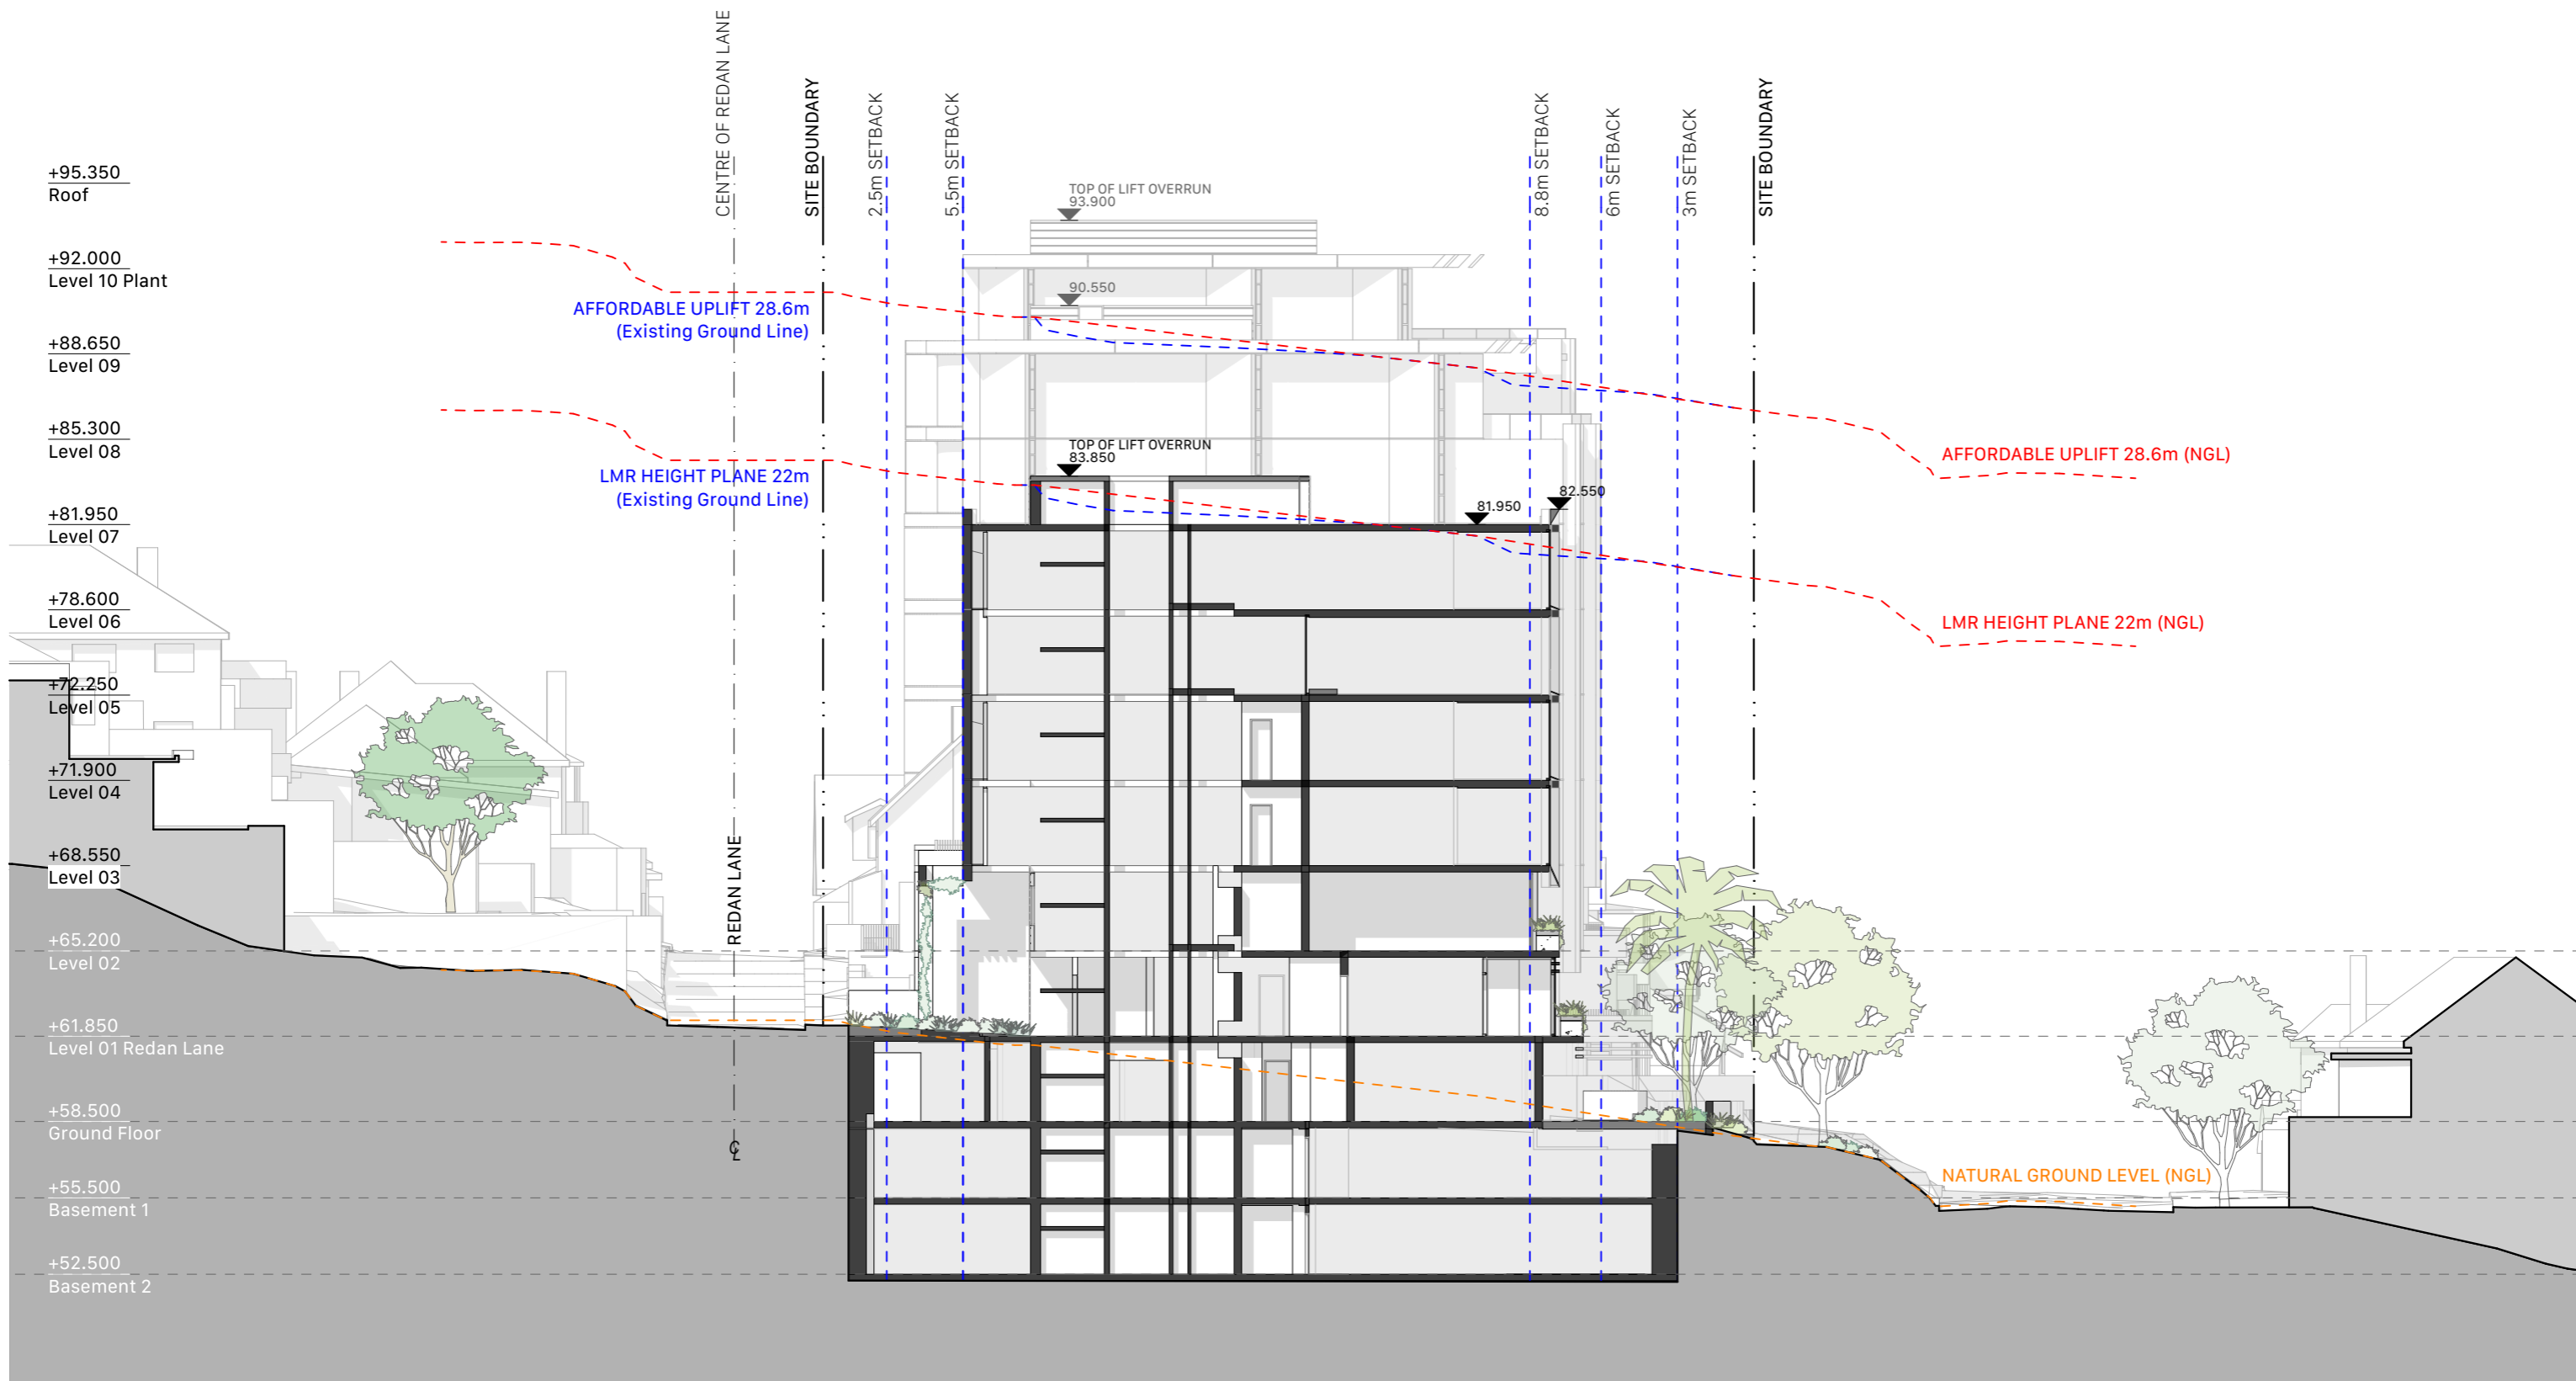 CENTRE OF REDAN LANE
SITE BOUNDARY
2.5m SETBACK
5.5m SETBACK
8.8m SETBACK
6m SETBACK
3m SETBACK
SITE BOUNDARY
+95.350
Roof
TOP OF LIFT OVERRUN
93.900
+92.000
Level 10 Plant
90.550
AFFORDABLE UPLIFT 28.6m
(Existing Ground Line)
+88.650
Level 09
+85.300
Level 08
TOP OF LIFT OVERRUN
83.850
AFFORDABLE UPLIFT 28.6m (NGL)
LMR HEIGHT PLANE 22m
(Existing Ground Line)
82.550
81.950
+81.950
Level 07
+78.600
Level 06
LMR HEIGHT PLANE 22m (NGL)
+72.250
Level 05
+71.900
Level 04
+68.550
Level 03
REDAN LANE
+65.200
Level 02
+61.850
Level 01 Redan Lane
+58.500
Ground Floor
℄
NATURAL GROUND LEVEL (NGL)
+55.500
Basement 1
+52.500
Basement 2